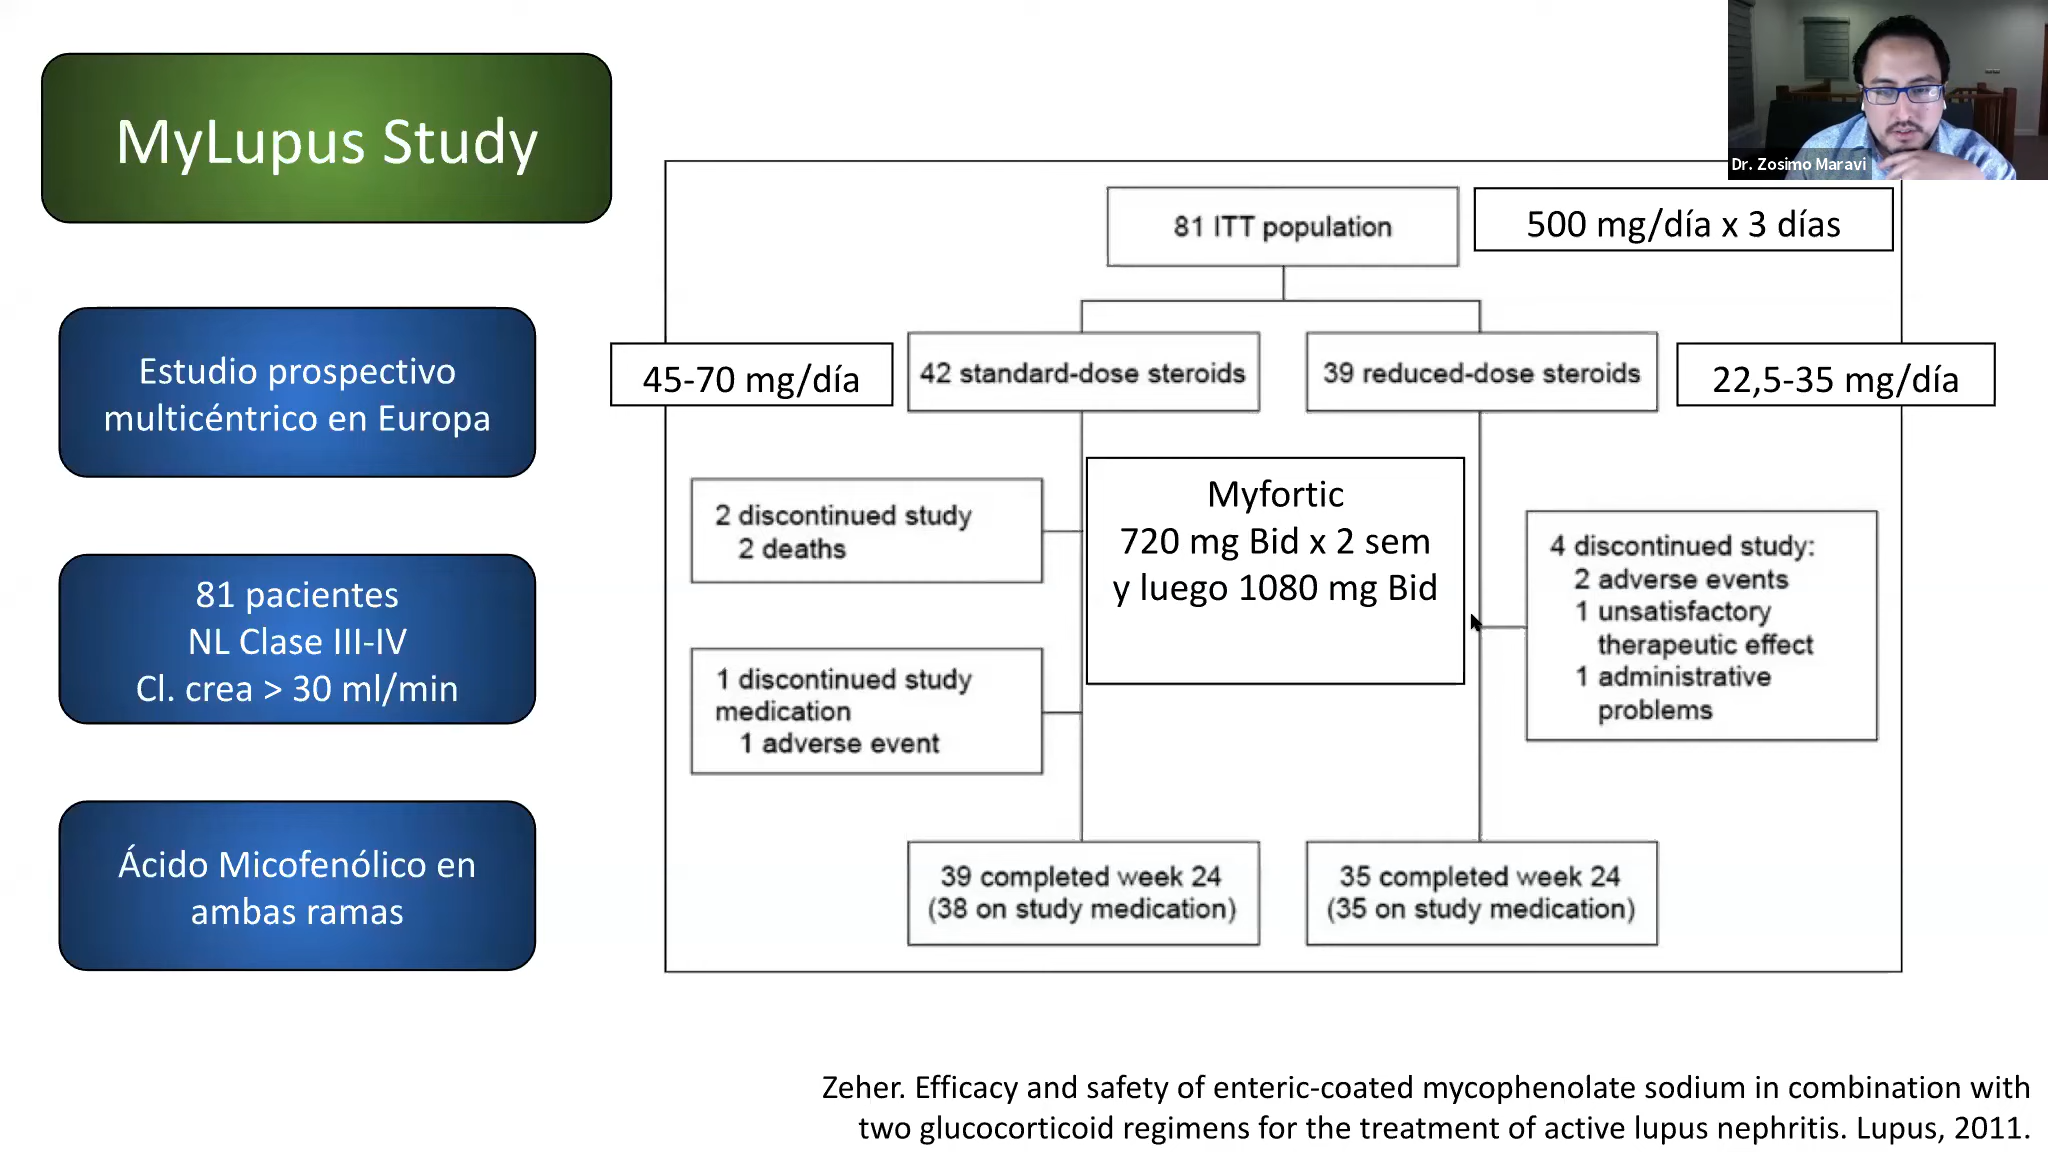 MyLupus Study
Dr. Zosimo Maravi
Estudio prospectivo
multicéntrico en Europa
81 pacientes
NL Clase III-IV
Cl. crea > 30 ml/min
Ácido Micofenólico en
ambas ramas
81 ITT population
500 mg/día x 3 días
45-70 mg/día
42 standard-dose steroids
39 reduced-dose steroids
22,5-35 mg/día
2 discontinued study
2 deaths
1 discontinued study
medication
1 adverse event
Myfortic
720 mg Bid x 2 sem
y luego 1080 mg Bid
4 discontinued study:
2 adverse events
1 unsatisfactory
therapeutic effect
1 administrative
problems
39 completed week 24
(38 on study medication)
35 completed week 24
(35 on study medication)
Zeher. Efficacy and safety of enteric-coated mycophenolate sodium in combination with
two glucocorticoid regimens for the treatment of active lupus nephritis. Lupus, 2011.